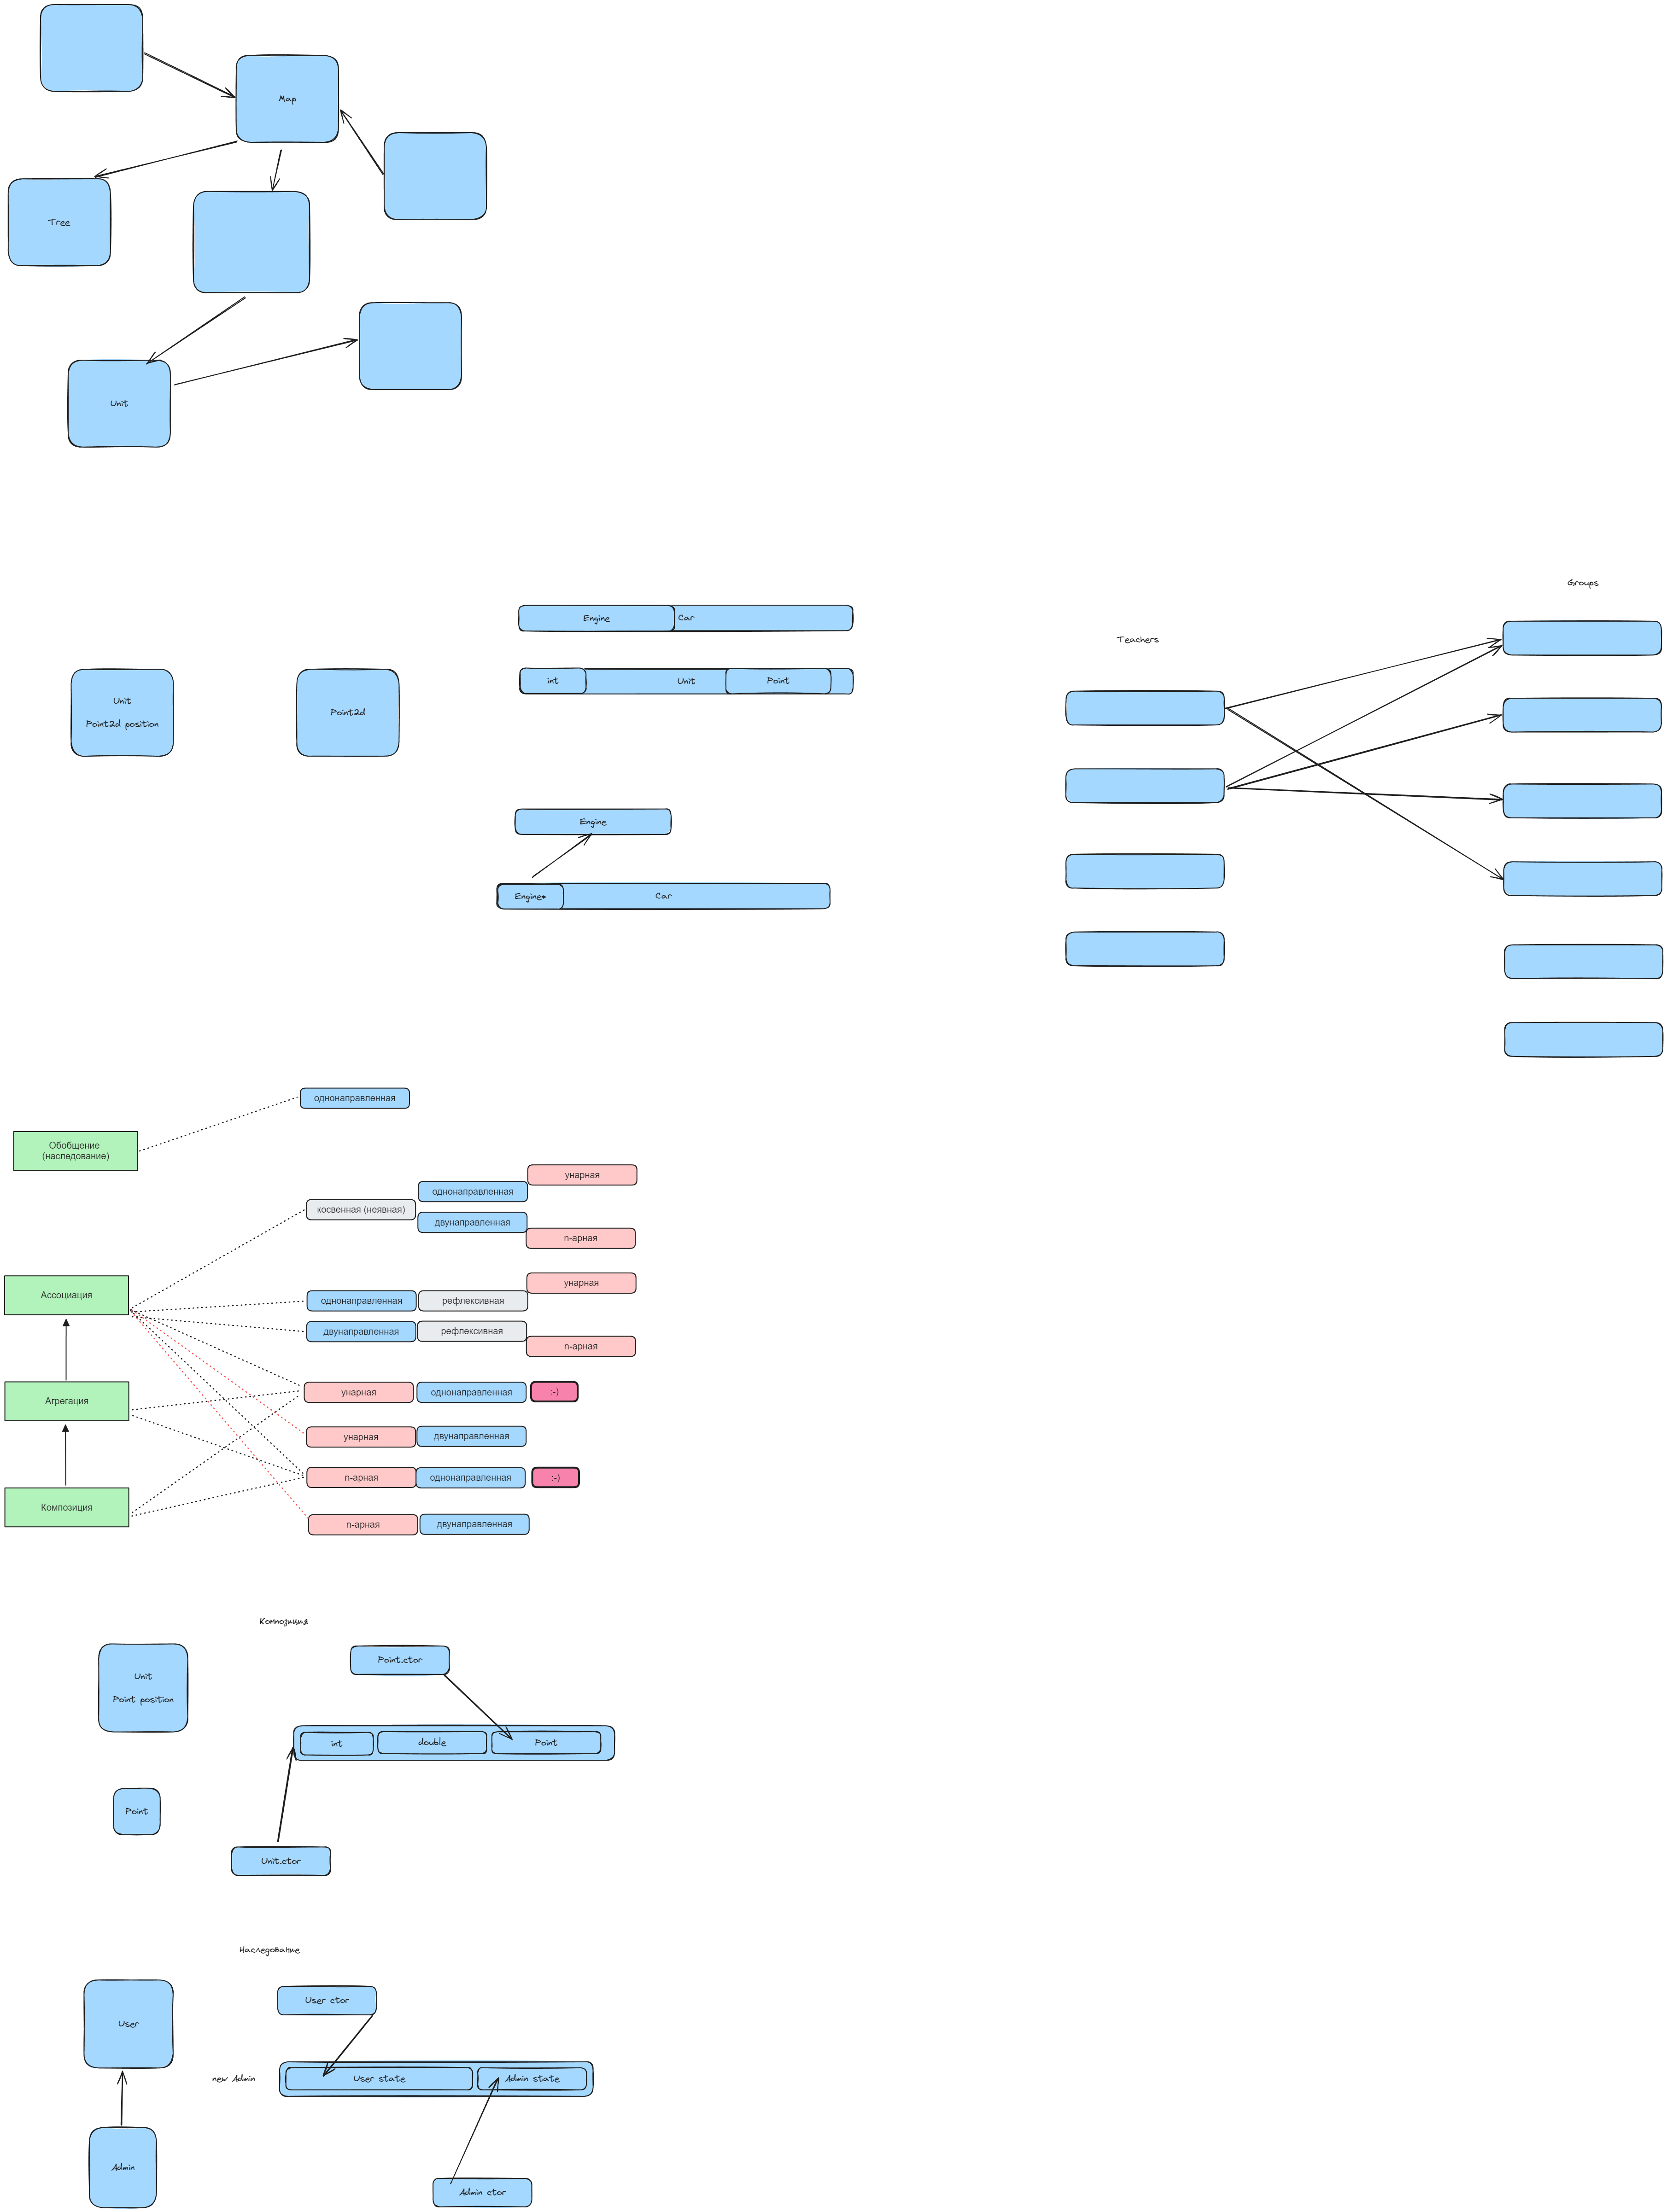 Map
Tree
Unit
Groups
Engine
Car
Teachers
int
Unit
Point
Unit
Point2d position
Point2d
Engine
Engine*
Car
однонаправленная
Обобщение
(наследование)
унарная
однонаправленная
косвенная (неявная)
двунаправленная
n-арная
унарная
Ассоциация
однонаправленная
рефлексивная
двунаправленная
рефлексивная
n-арная
Агрегация
унарная
однонаправленная
:-)
унарная
двунаправленная
n-арная
однонаправленная
:-)
Композиция
n-арная
двунаправленная
Композиция
Point.ctor
Unit
Point position
int
double
Point
Point
Unit.ctor
Наследование
User ctor
User
new Admin
User state
Admin state
Admin
Admin ctor